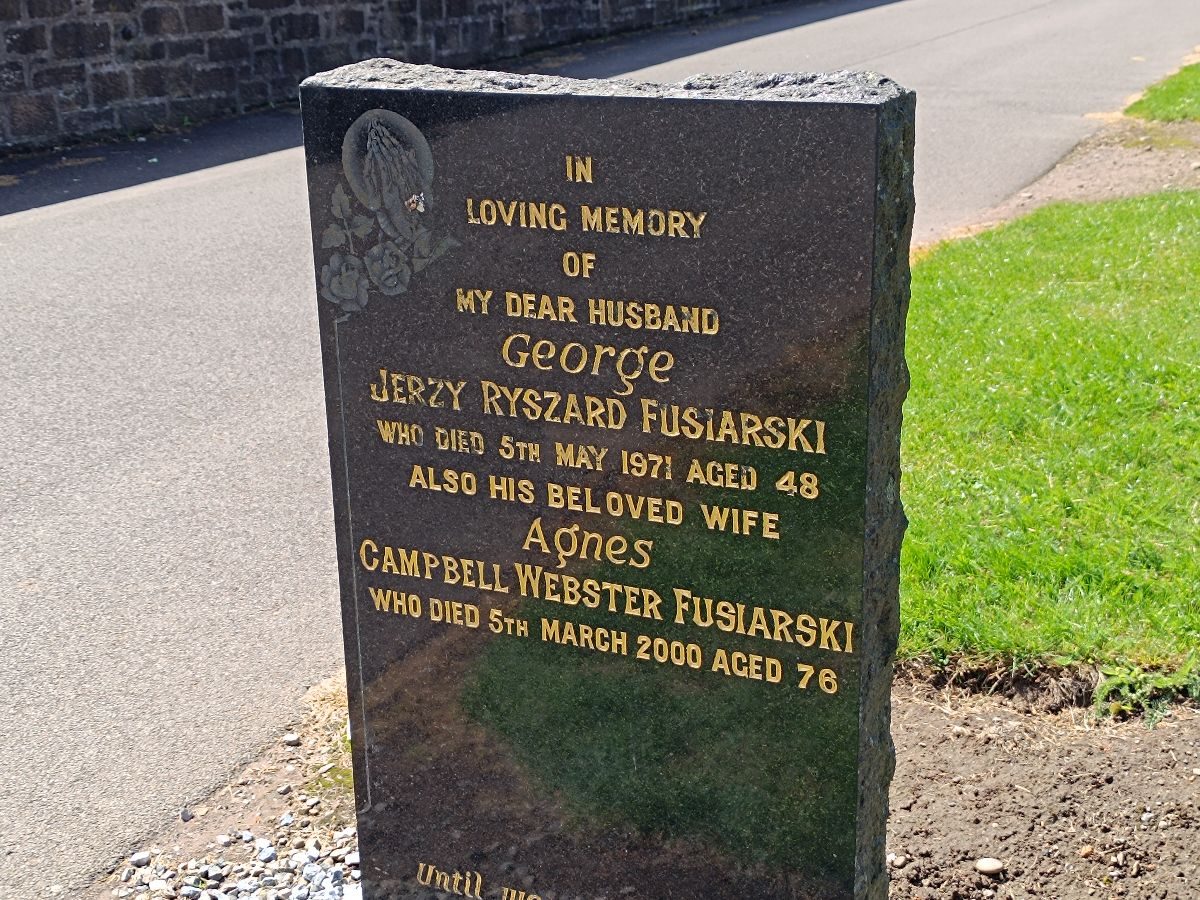 IN
LOVING MEMORY
OF
MY DEAR HUSBAND
George
JERZY RYSZARD FUSIARSKI
WHO DIED 5TH MAY 1971 AGED 48
ALSO HIS BELOVED WIFE
Agnes
CAMPBELL WEBSTER FUSIARSKI
WHO DIED 5TH MARCH 2000 AGED 76
Until